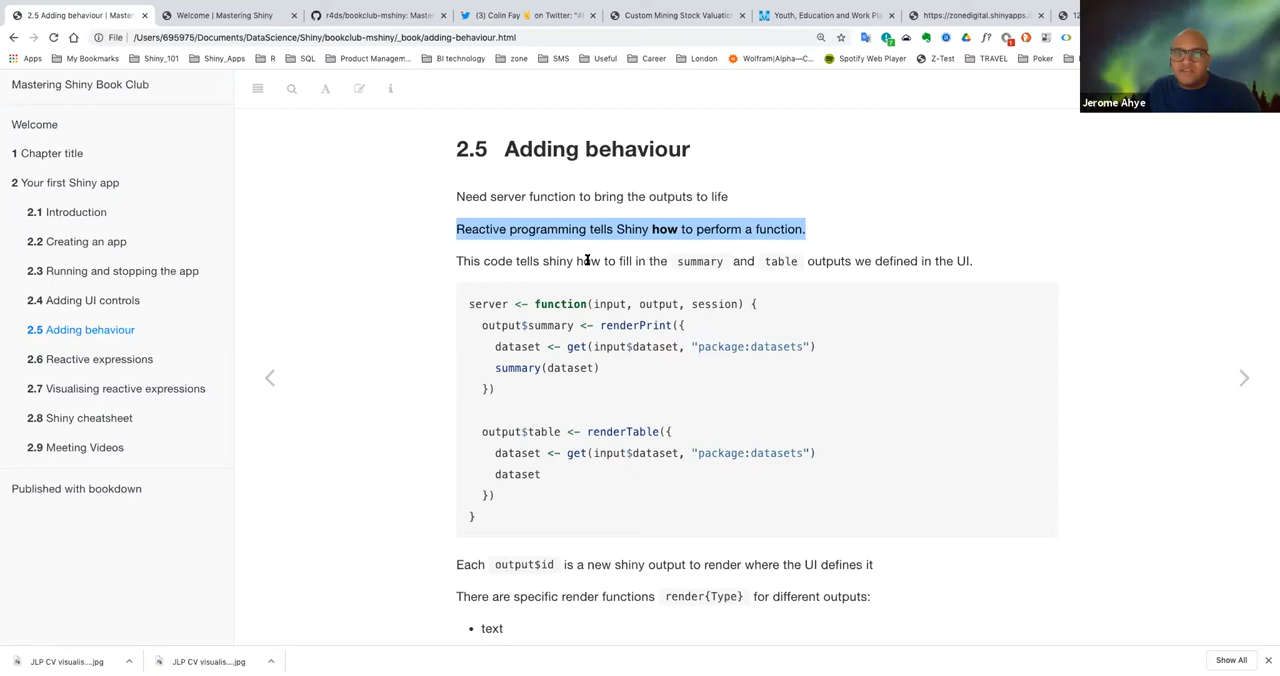 2.5 Adding behaviour | Master
Welcome | Mastering Shiny
r4ds/bookclub-mshiny: Master
(3) Colin Fay on Twitter: "#
Custom Mining Stock Valuation
Youth, Education and Work Pl
https://zonedigital.shinyapps.
12
File /Users/695975/Documents/DataScience/Shiny/bookclub-mshiny/_book/adding-behaviour.html
Apps My Bookmarks Shiny_101 Shiny_Apps R SQL Product Managem... BI technology zone SMS Useful Career London Wolfram|Alpha—C... Spotify Web Player Z-Test TRAVEL Poker
Jerome Ahye
Mastering Shiny Book Club
Welcome
1 Chapter title
2 Your first Shiny app
2.1 Introduction
2.2 Creating an app
2.3 Running and stopping the app
2.4 Adding UI controls
2.5 Adding behaviour
2.6 Reactive expressions
2.7 Visualising reactive expressions
2.8 Shiny cheatsheet
2.9 Meeting Videos
Published with bookdown
2.5 Adding behaviour
Need server function to bring the outputs to life
Reactive programming tells Shiny how to perform a function.
This code tells shiny how to fill in the summary and table outputs we defined in the UI.
server <- function(input, output, session) {
output$summary <- renderPrint({
dataset <- get(input$dataset, "package:datasets")
summary(dataset)
})
output$table <- renderTable({
dataset <- get(input$dataset, "package:datasets")
dataset
})
}
Each output$id is a new shiny output to render where the UI defines it
There are specific render functions render{Type} for different outputs:
• text
JLP CV visualis....jpg
JLP CV visualis....jpg
Show All